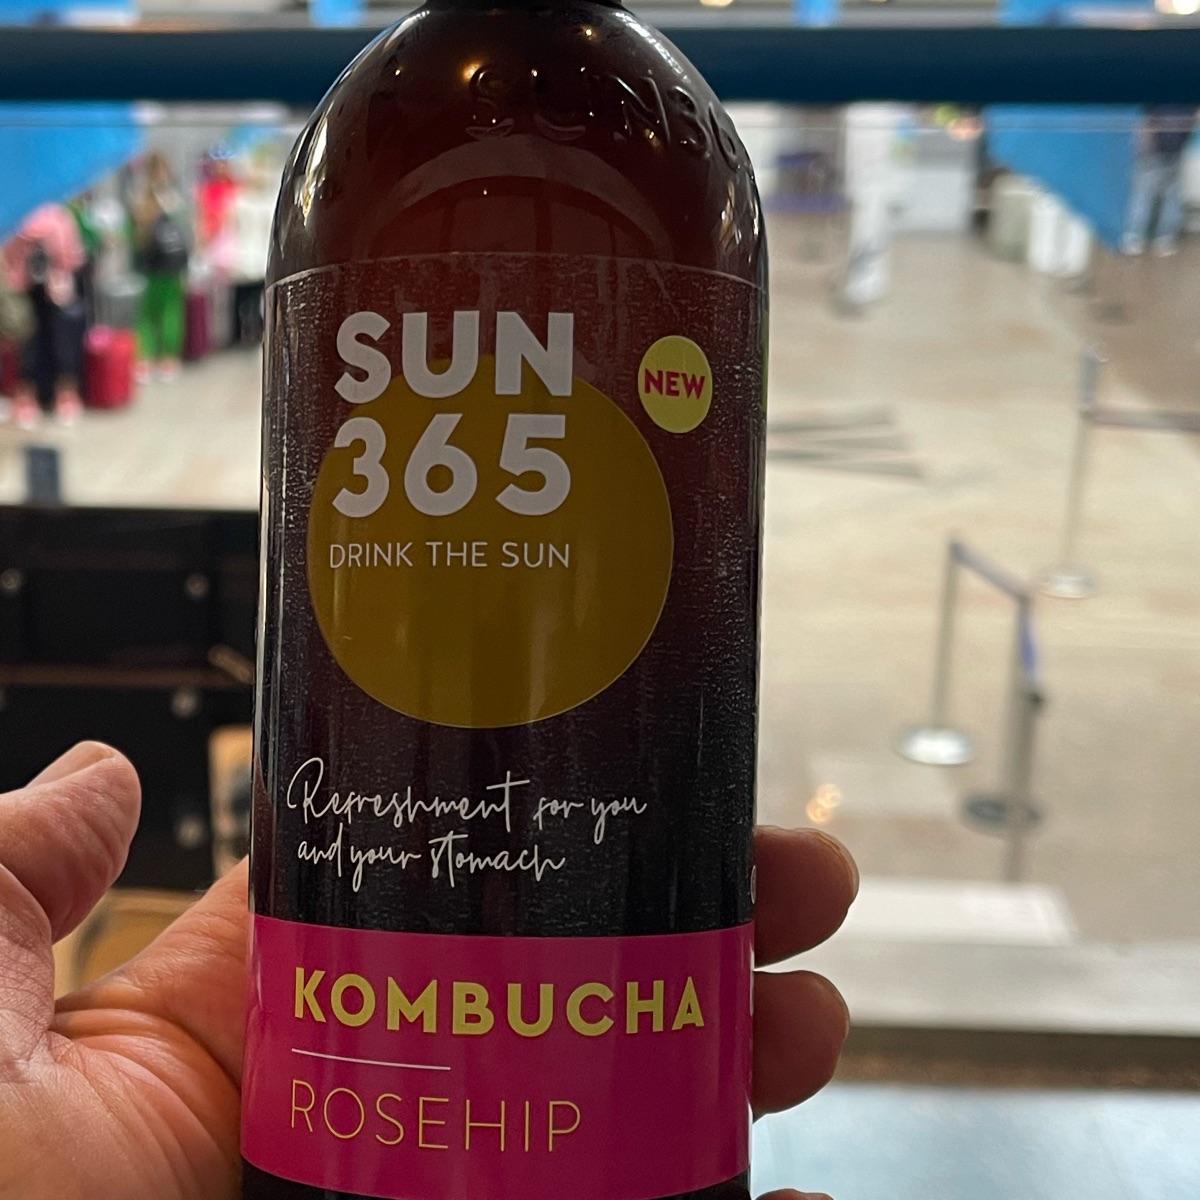 SUN
365
NEW
DRINK THE SUN
Refreshment for you
and your stomach
KOMBUCHA
ROSEHIP